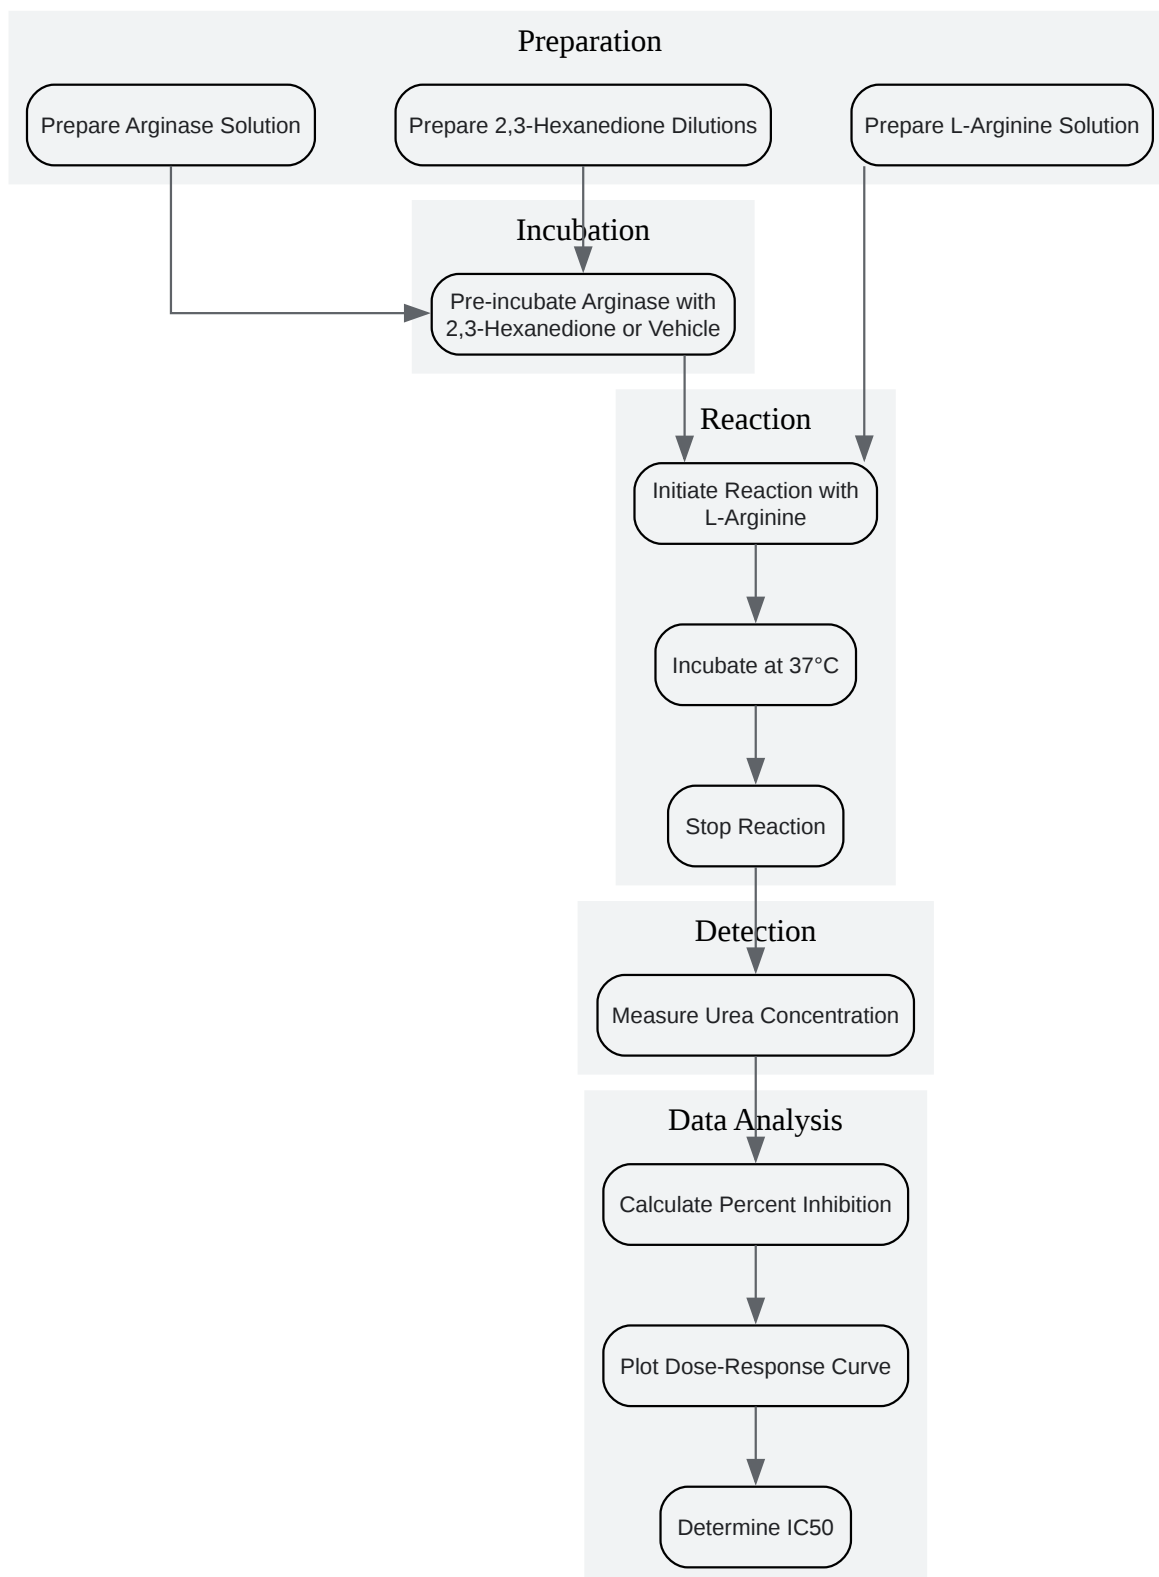 Preparation
Prepare Arginase Solution
Prepare 2,3-Hexanedione Dilutions
Prepare L-Arginine Solution
Incubation
Pre-incubate Arginase with
2,3-Hexanedione or Vehicle
Reaction
Initiate Reaction with
L-Arginine
Incubate at 37°C
Stop Reaction
Detection
Measure Urea Concentration
Data Analysis
Calculate Percent Inhibition
Plot Dose-Response Curve
Determine IC50